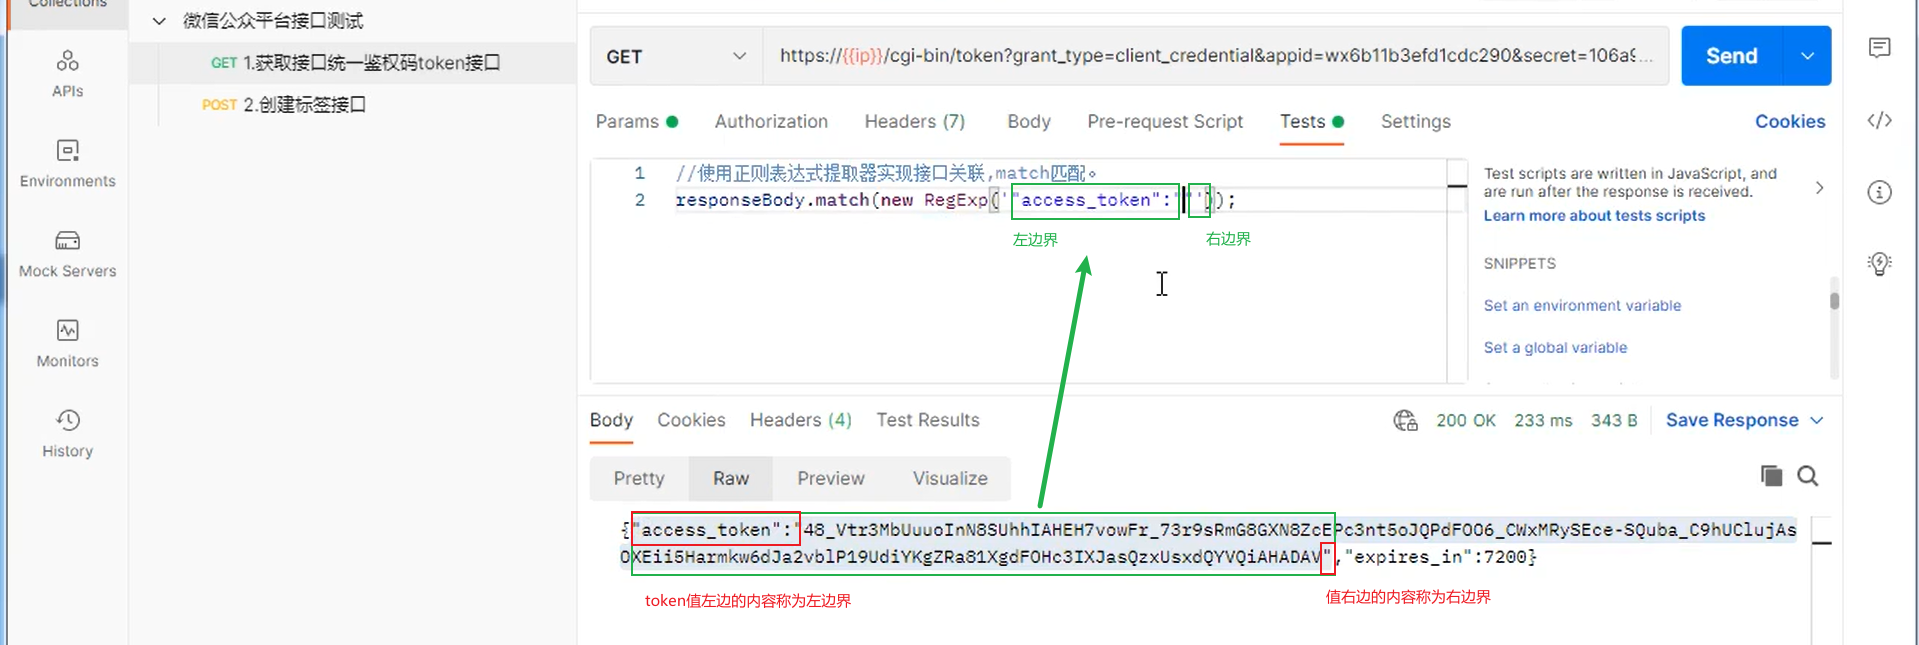 Collections
APIs
Environments
Mock Servers
Monitors
History
微信公众平台接口测试
GET 1.获取接口统一鉴权码token接口
POST 2.创建标签接口
GET
https://{{ip}}/cgi-bin/token?grant_type=client_credential&appid=wx6b11b3efd1cdc290&secret=106a9...
Send
Params
Authorization
Headers (7)
Body
Pre-request Script
Tests
Settings
Cookies
1 //使用正则表达式提取器实现接口关联,match匹配。
2 responseBody.match(new RegExp('"access_token":""'));
左边界
右边界
Test scripts are written in JavaScript, and
are run after the response is received.
Learn more about tests scripts
SNIPPETS
Set an environment variable
Set a global variable
Body
Cookies
Headers (4)
Test Results
200 OK
233 ms
343 B
Save Response
Pretty
Raw
Preview
Visualize
{"access_token":"48_Vtr3MbUuuoInN8SUhhIAHEH7vowFr_73r9sRmG8GXN8ZcEPc3nt5oJQPdFOO6_CWxMRySEce-SQuba_C9hUClujAs
OXEii5Harmkw6dJa2vblP19UdiYKgZRa81XgdFOHc3IXJasQzxUsxdQYVQiAHADAV","expires_in":7200}
token值左边的内容称为左边界
值右边的内容称为右边界